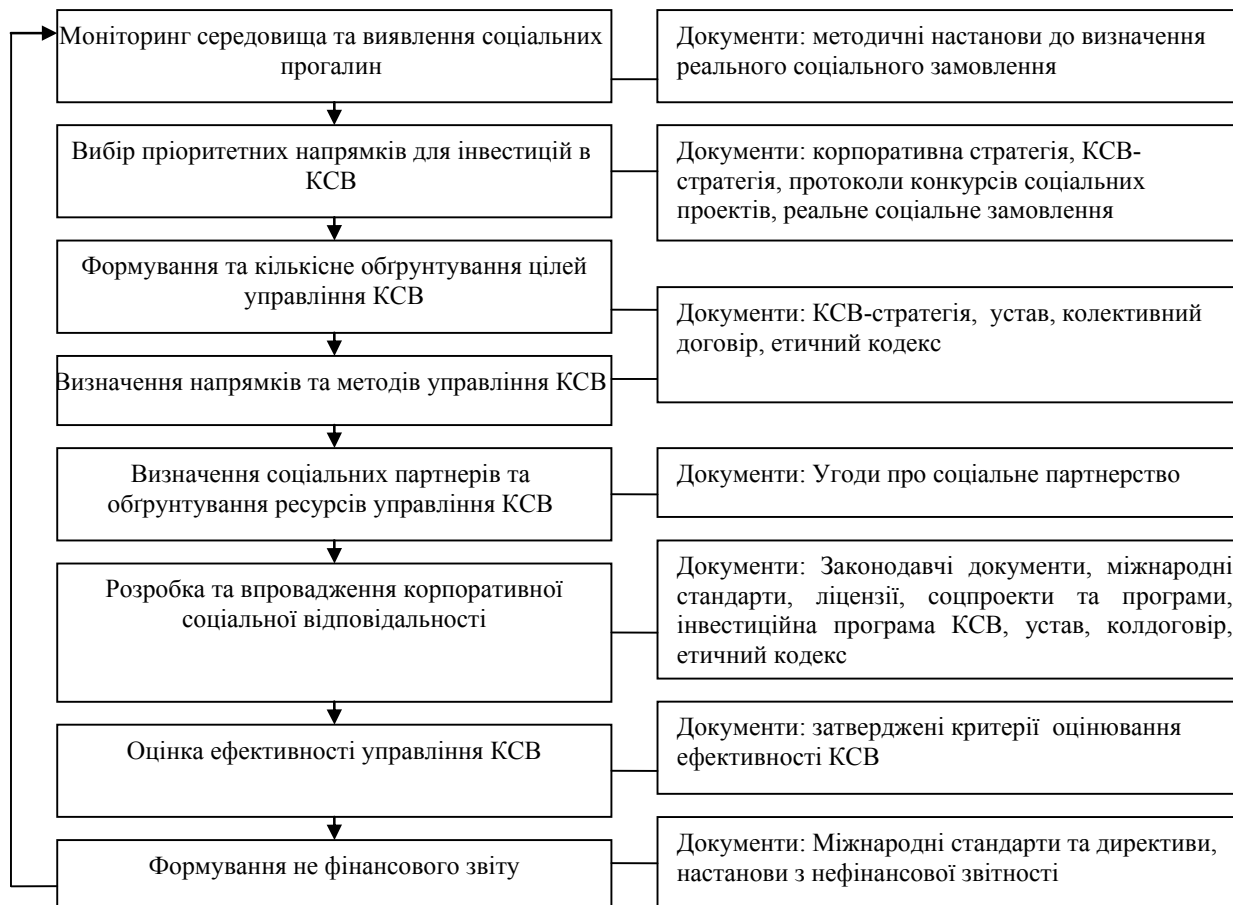 Моніторинг середовища та виявлення соціальних
прогалин
Документи: методичні настанови до визначення
реального соціального замовлення
Вибір пріоритетних напрямків для інвестицій в
КСВ
Документи: корпоративна стратегія, КСВ-
стратегія, протоколи конкурсів соціальних
проектів, реальне соціальне замовлення
Формування та кількісне обґрунтування цілей
управління КСВ
Документи: КСВ-стратегія, устав, колективний
договір, етичний кодекс
Визначення напрямків та методів управління КСВ
Визначення соціальних партнерів та
обґрунтування ресурсів управління КСВ
Документи: Угоди про соціальне партнерство
Розробка та впровадження корпоративної
соціальної відповідальності
Документи: Законодавчі документи, міжнародні
стандарти, ліцензії, соцпроекти та програми,
інвестиційна програма КСВ, устав, колдоговір,
етичний кодекс
Оцінка ефективності управління КСВ
Документи: затверджені критерії оцінювання
ефективності КСВ
Формування не фінансового звіту
Документи: Міжнародні стандарти та директиви,
настанови з нефінансової звітності